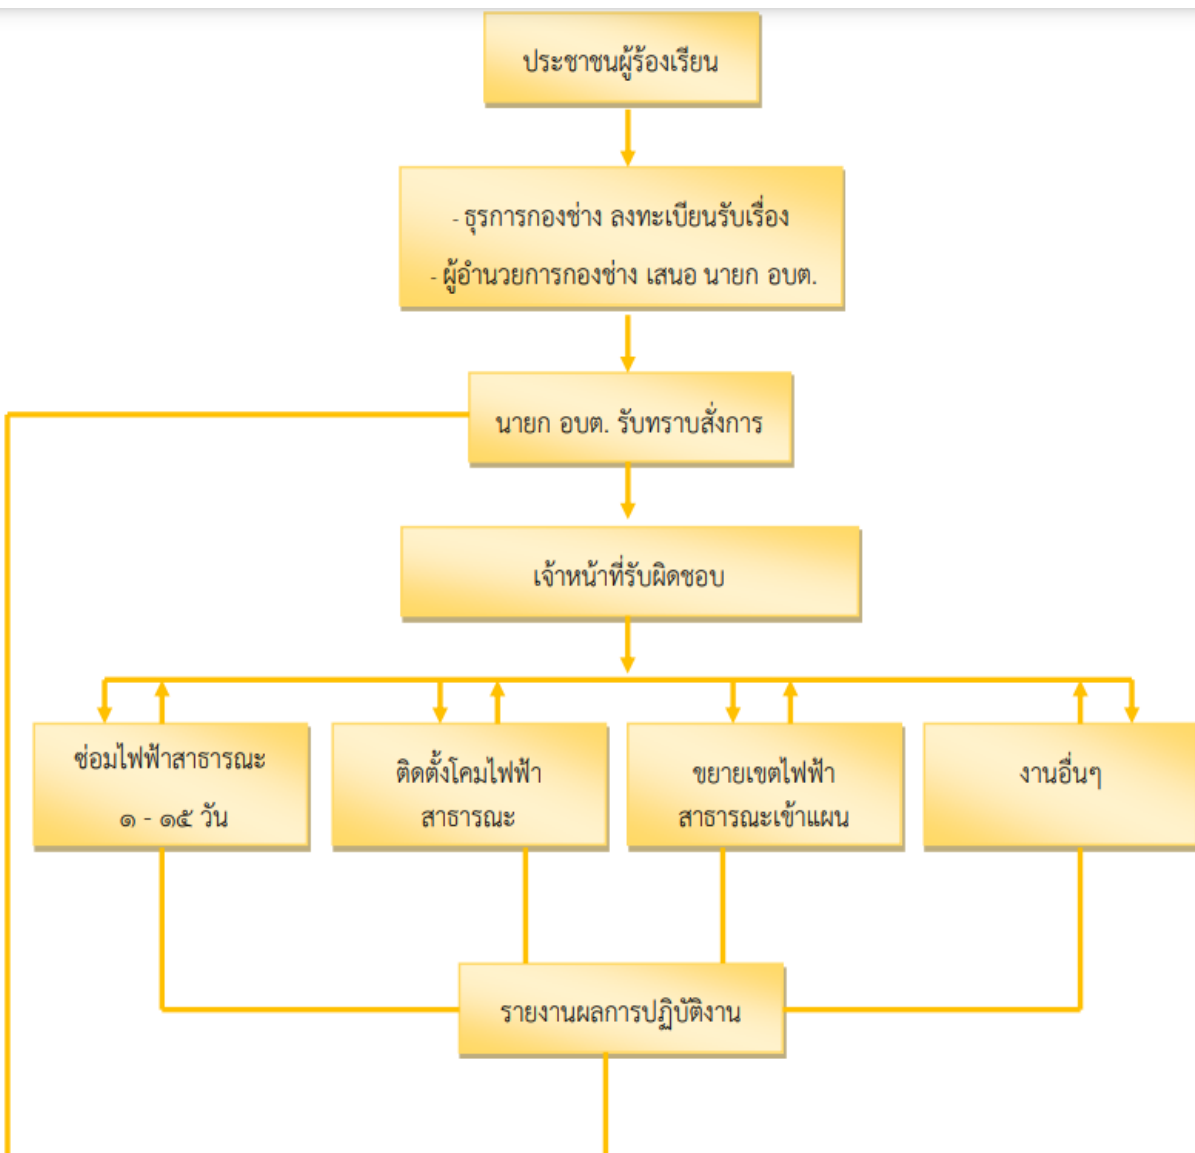 ประชาชนผู้ร้องเรียน
- ธุรการกองช่าง ลงทะเบียนรับเรื่อง
- ผู้อำนวยการกองช่าง เสนอ นายก อบต.
นายก อบต. รับทราบสั่งการ
เจ้าหน้าที่รับผิดชอบ
ซ่อมไฟฟ้าสาธารณะ
๑ - ๑๕ วัน
ติดตั้งโคมไฟฟ้า
สาธารณะ
ขยายเขตไฟฟ้า
สาธารณะเข้าแผน
งานอื่นๆ
รายงานผลการปฏิบัติงาน